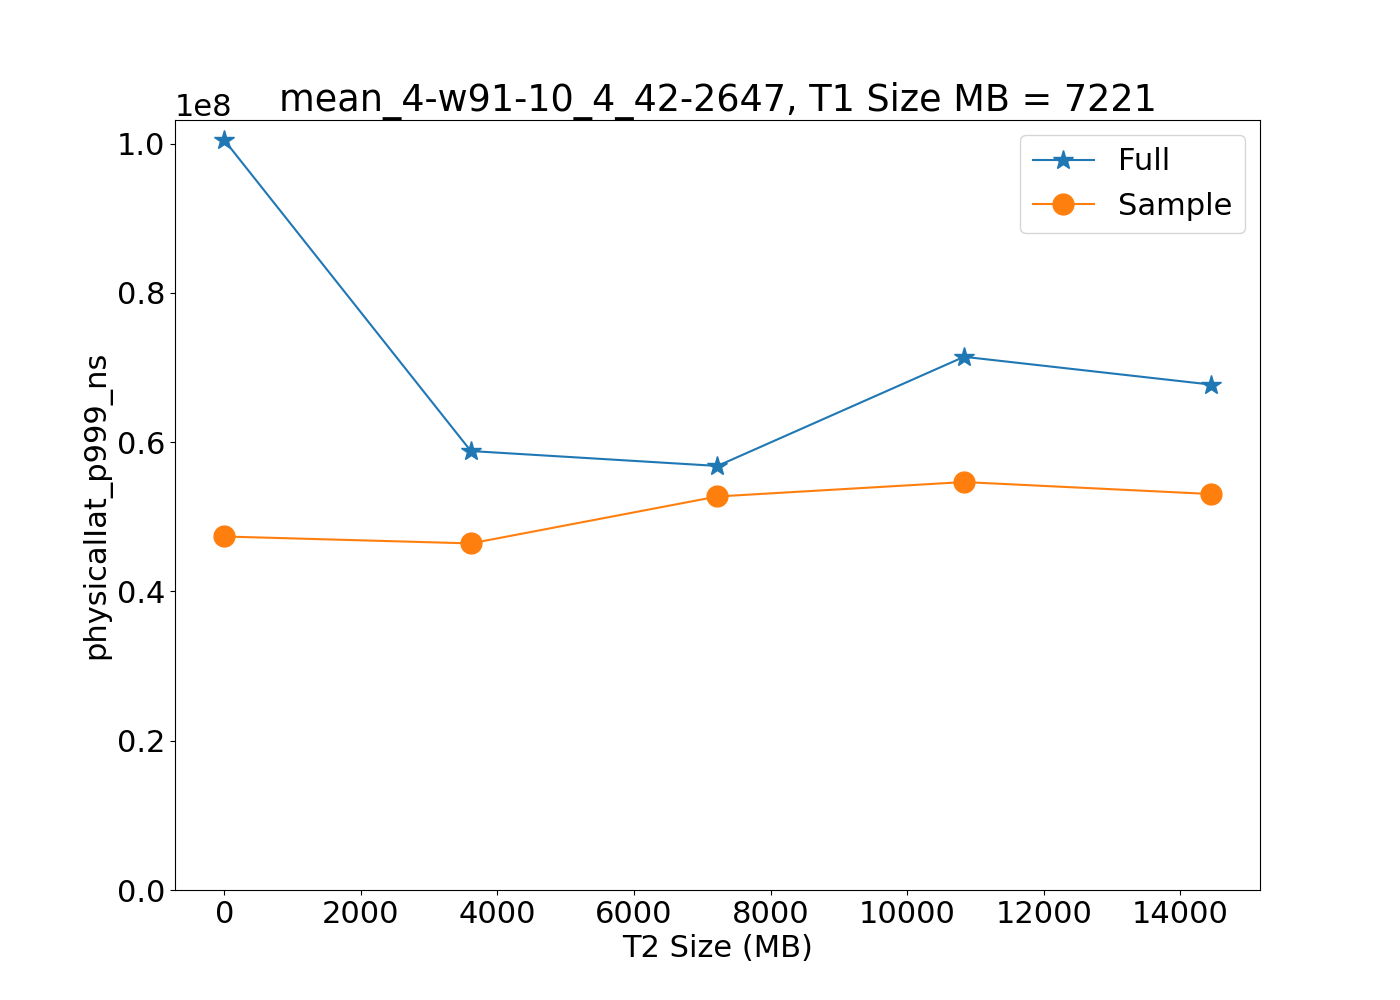 mean_4-w91-10_4_42-2647, T1 Size MB = 7221
1e8
1.0
0.8
0.6
0.4
0.2
0.0
physicallat_p999_ns
Full
Sample
0 2000 4000 6000 8000 10000 12000 14000
T2 Size (MB)